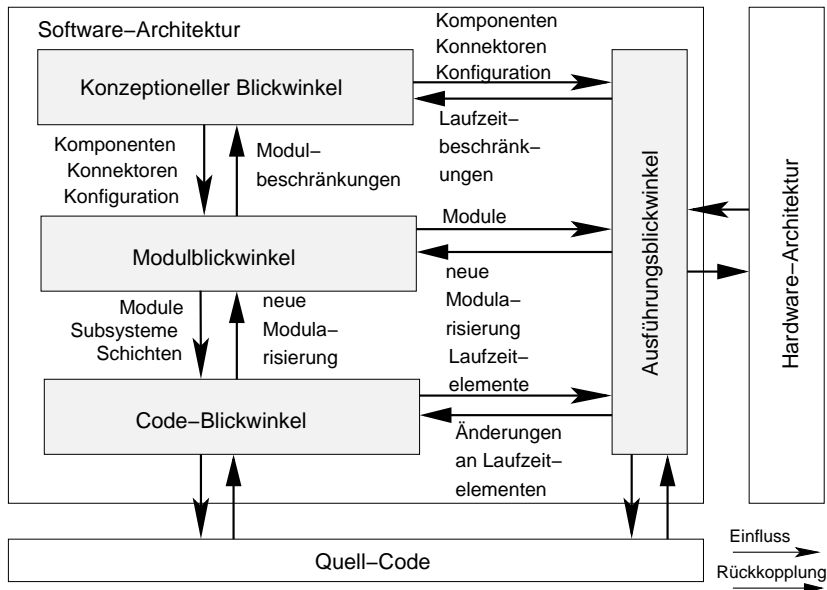 Software–Architektur
Komponenten
Konnektoren
Konfiguration
Konzeptioneller Blickwinkel
Laufzeit–
beschränk–
ungen
Komponenten
Konnektoren
Konfiguration
Modul–
beschränkungen
Module
Modulblickwinkel
neue
Modula–
risierung
Module
Subsysteme
Schichten
neue
Modula–
risierung
Laufzeit–
elemente
Code–Blickwinkel
Änderungen
an Laufzeit–
elementen
Ausführungsblickwinkel
Hardware–Architektur
Quell–Code
Einfluss
Rückkopplung